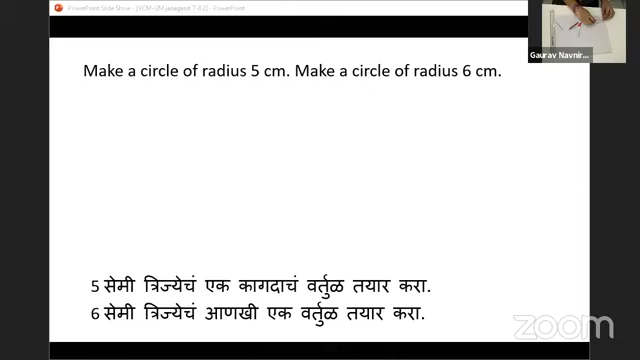 PowerPoint Slide Show - [VCM-GM janaganit 7-8.2] - PowerPoint
Gaurav Navnir...
Make a circle of radius 5 cm. Make a circle of radius 6 cm.
5 सेमी त्रिज्येचं एक कागदाचं वर्तुळ तयार करा.
6 सेमी त्रिज्येचं आणखी एक वर्तुळ तयार करा.
zoom